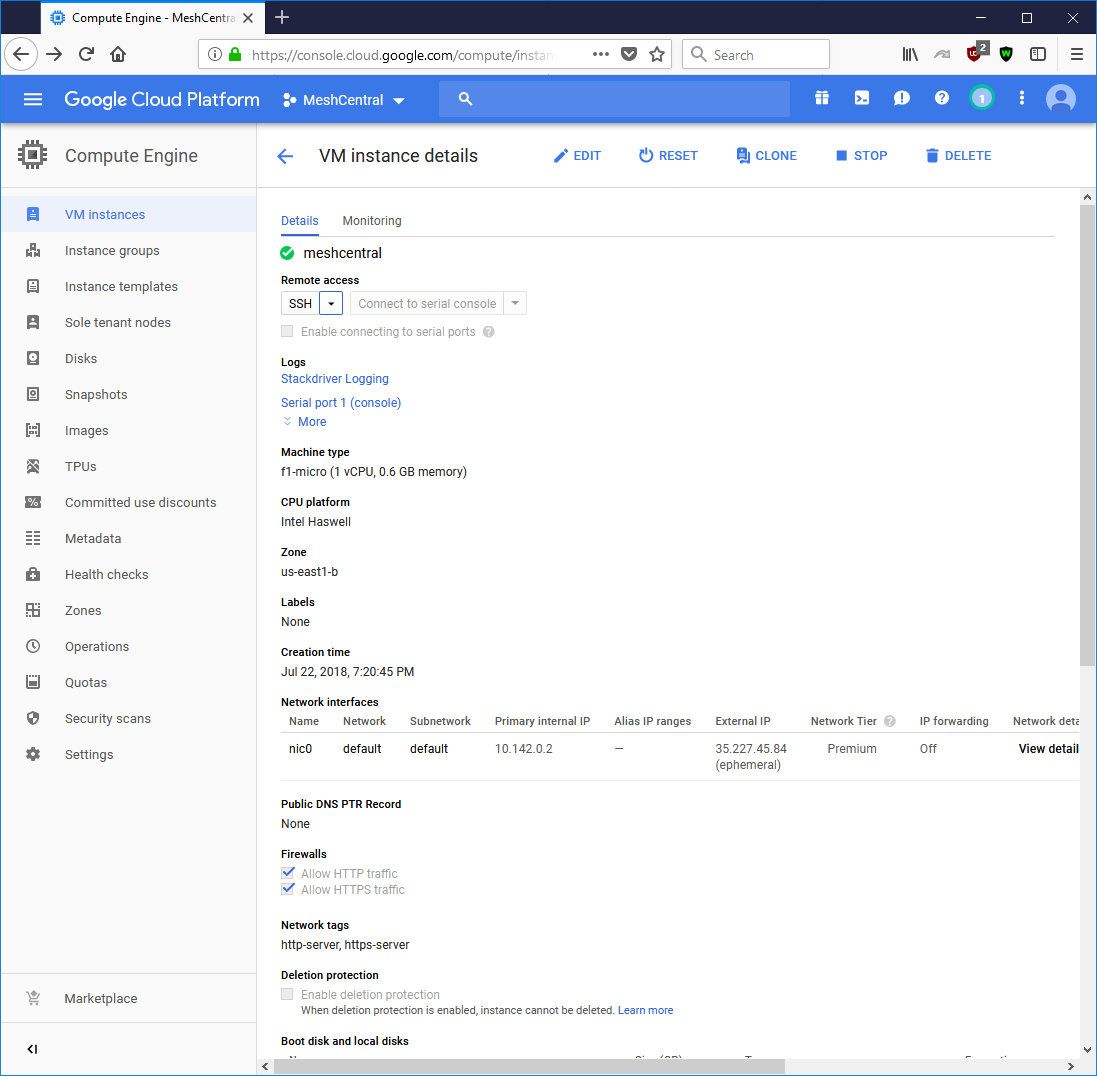 Compute Engine - MeshCentra
https://console.cloud.google.com/compute/instan
Search
2
Google Cloud Platform
MeshCentral
1
Compute Engine
VM instance details
EDIT
RESET
CLONE
STOP
DELETE
VM instances
Instance groups
Instance templates
Sole tenant nodes
Disks
Snapshots
Images
TPUs
Committed use discounts
Metadata
Health checks
Zones
Operations
Quotas
Security scans
Settings
Marketplace
Details Monitoring
meshcentral
Remote access
SSH Connect to serial console
Enable connecting to serial ports
Logs
Stackdriver Logging
Serial port 1 (console)
More
Machine type
f1-micro (1 vCPU, 0.6 GB memory)
CPU platform
Intel Haswell
Zone
us-east1-b
Labels
None
Creation time
Jul 22, 2018, 7:20:45 PM
Network interfaces
Name Network Subnetwork Primary internal IP Alias IP ranges External IP Network Tier IP forwarding Network deta
nic0 default default 10.142.0.2 — 35.227.45.84 (ephemeral) Premium Off View detail
Public DNS PTR Record
None
Firewalls
Allow HTTP traffic
Allow HTTPS traffic
Network tags
http-server, https-server
Deletion protection
Enable deletion protection
When deletion protection is enabled, instance cannot be deleted. Learn more
Boot disk and local disks